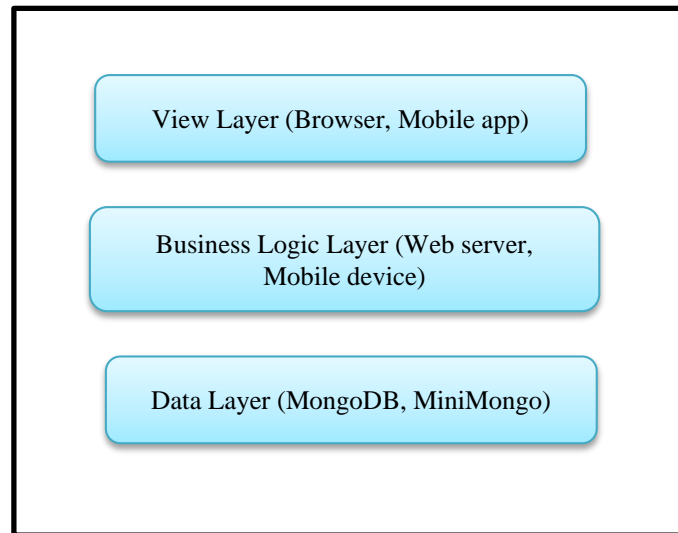 View Layer (Browser, Mobile app)
Business Logic Layer (Web server,
Mobile device)
Data Layer (MongoDB, MiniMongo)